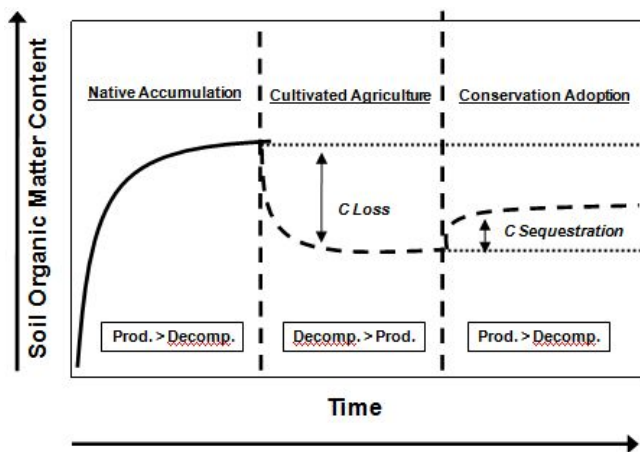 Soil Organic Matter Content
Native Accumulation
Cultivated Agriculture
Conservation Adoption
C Loss
C Sequestration
Prod. > Decomp.
Decomp. > Prod.
Prod. > Decomp.
Time